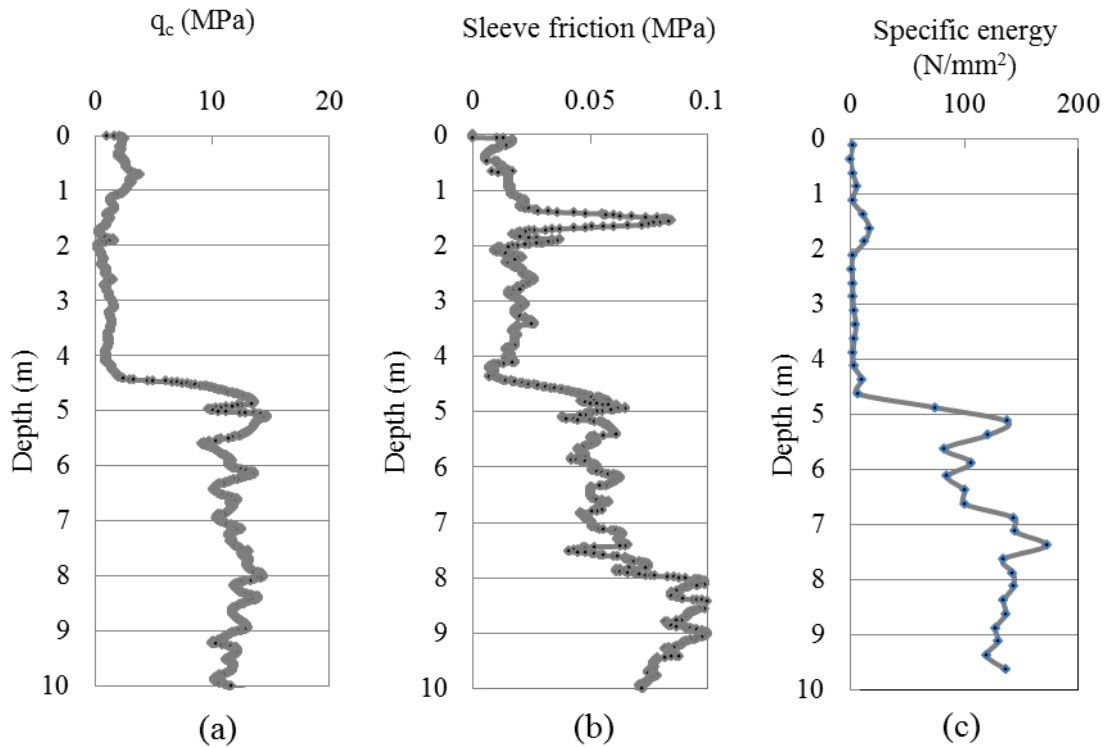 q_c (MPa)
0 10 20
0
1
2
3
4
5
6
7
8
9
10
Depth (m)
(a)
Sleeve friction (MPa)
0 0.05 0.1
0
1
2
3
4
5
6
7
8
9
10
Depth (m)
(b)
Specific energy
(N/mm²)
0 100 200
0
1
2
3
4
5
6
7
8
9
10
Depth (m)
(c)